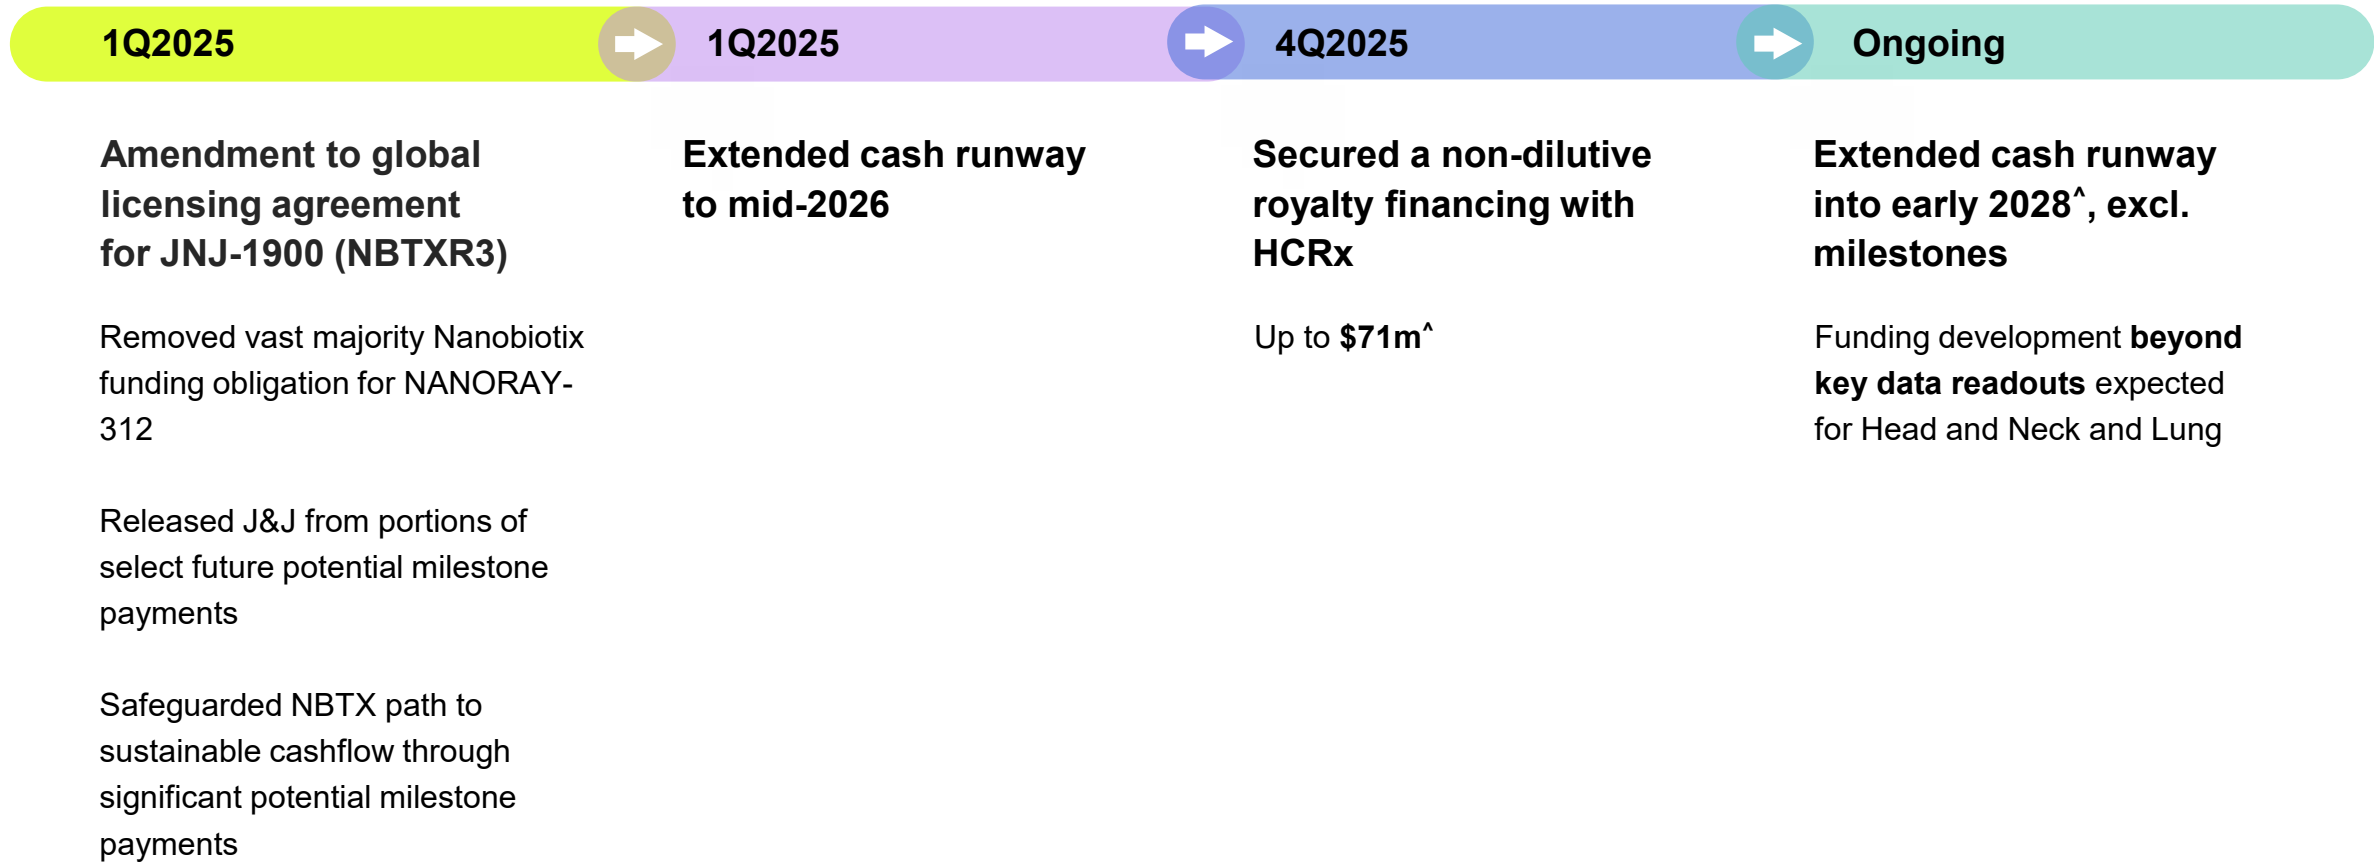 1Q2025
1Q2025
4Q2025
Ongoing
Amendment to global
licensing agreement
for JNJ-1900 (NBTXR3)
Removed vast majority Nanobiotix
funding obligation for NANORAY-
312
Released J&J from portions of
select future potential milestone
payments
Safeguarded NBTX path to
sustainable cashflow through
significant potential milestone
payments
Extended cash runway
to mid-2026
Secured a non-dilutive
royalty financing with
HCRx
Up to $71m^
Extended cash runway
into early 2028^, excl.
milestones
Funding development beyond
key data readouts expected
for Head and Neck and Lung